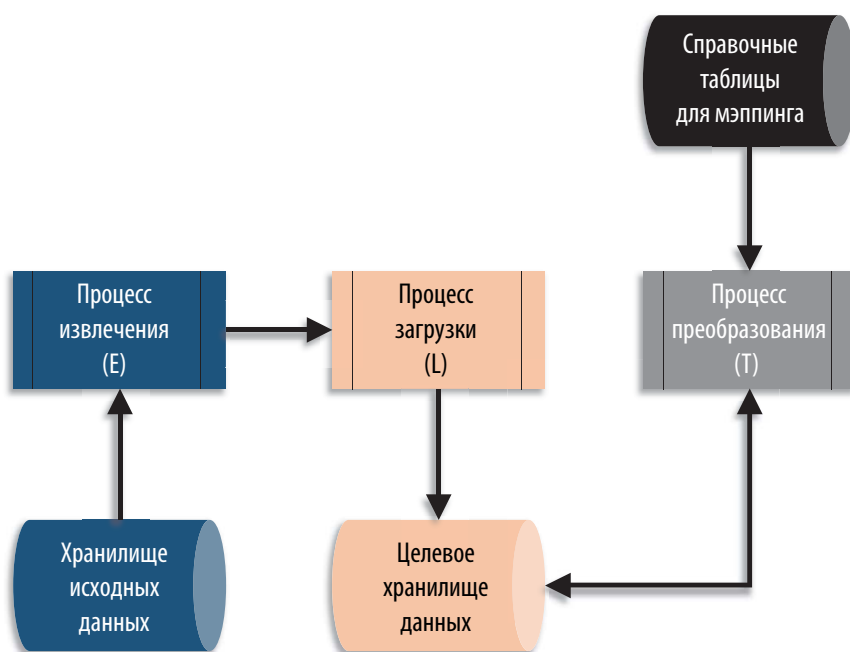 Справочные
таблицы
для мэппинга
Процесс
извлечения
(E)
Процесс
загрузки
(L)
Процесс
преобразования
(T)
Хранилище
исходных
данных
Целевое
хранилище
данных